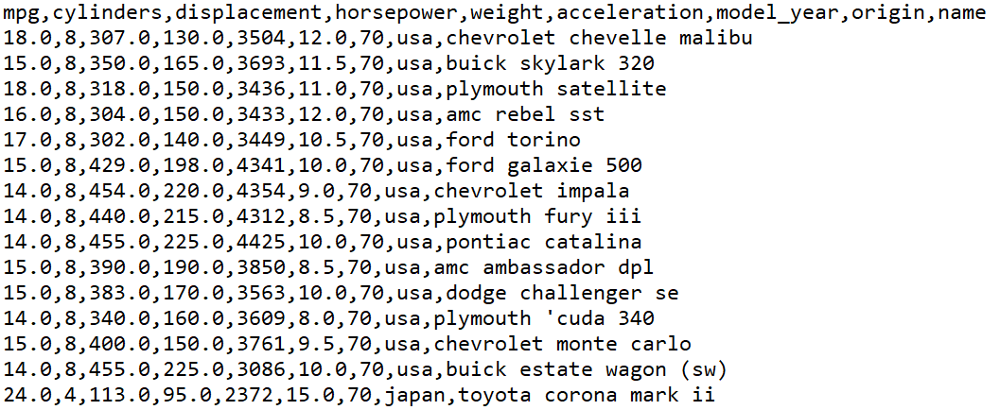 mpg,cylinders,displacement,horsepower,weight,acceleration,model_year,origin,name
18.0,8,307.0,130.0,3504,12.0,70,usa,chevrolet chevelle malibu
15.0,8,350.0,165.0,3693,11.5,70,usa,buick skylark 320
18.0,8,318.0,150.0,3436,11.0,70,usa,plymouth satellite
16.0,8,304.0,150.0,3433,12.0,70,usa,amc rebel sst
17.0,8,302.0,140.0,3449,10.5,70,usa,ford torino
15.0,8,429.0,198.0,4341,10.0,70,usa,ford galaxie 500
14.0,8,454.0,220.0,4354,9.0,70,usa,chevrolet impala
14.0,8,440.0,215.0,4312,8.5,70,usa,plymouth fury iii
14.0,8,455.0,225.0,4425,10.0,70,usa,pontiac catalina
15.0,8,390.0,190.0,3850,8.5,70,usa,amc ambassador dpl
15.0,8,383.0,170.0,3563,10.0,70,usa,dodge challenger se
14.0,8,340.0,160.0,3609,8.0,70,usa,plymouth 'cuda 340
15.0,8,400.0,150.0,3761,9.5,70,usa,chevrolet monte carlo
14.0,8,455.0,225.0,3086,10.0,70,usa,buick estate wagon (sw)
24.0,4,113.0,95.0,2372,15.0,70,japan,toyota corona mark ii